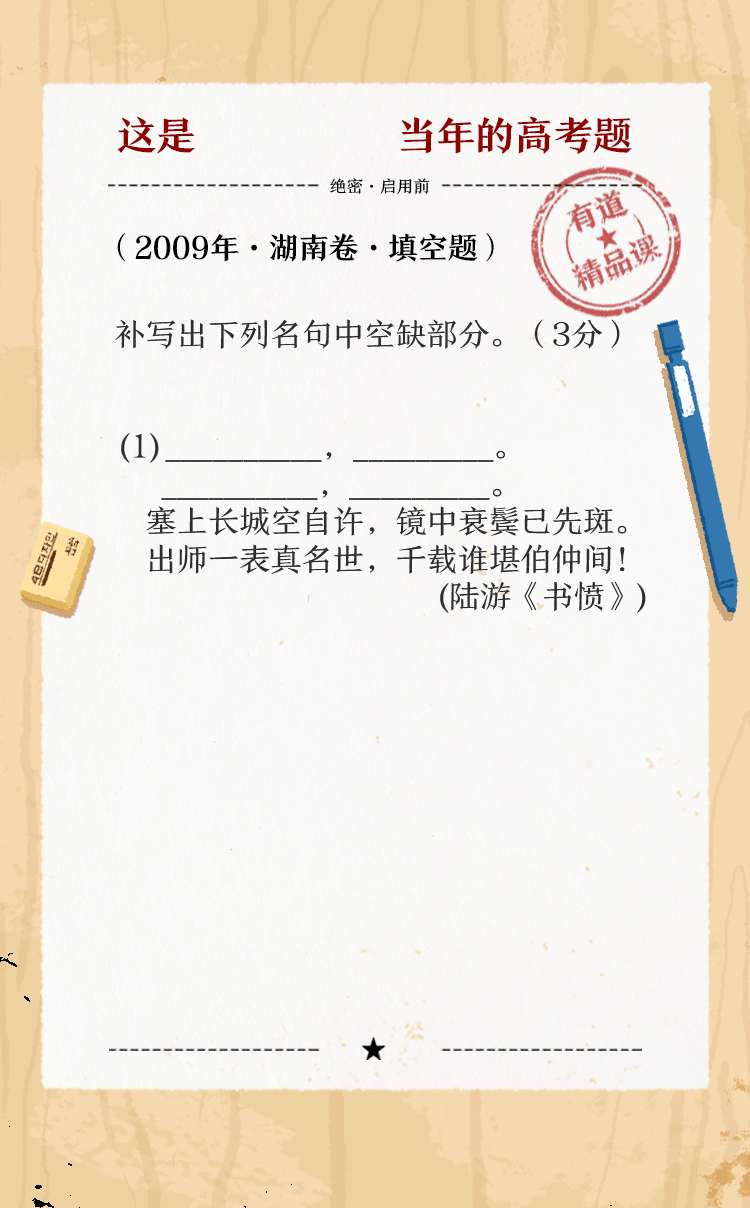 这是 当年的高考题
绝密·启用前
有道
精品课
（2009年·湖南卷·填空题）
补写出下列名句中空缺部分。（3分）
(1)__________，_________。
__________，_________。
塞上长城空自许，镜中衰鬓已先斑。
出师一表真名世，千载谁堪伯仲间！
(陆游《书愤》)